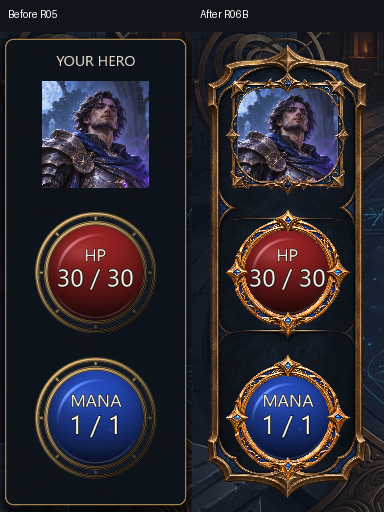 Before R05
After R06B
YOUR HERO
HP
30 / 30
MANA
1 / 1
HP
30 / 30
MANA
1 / 1